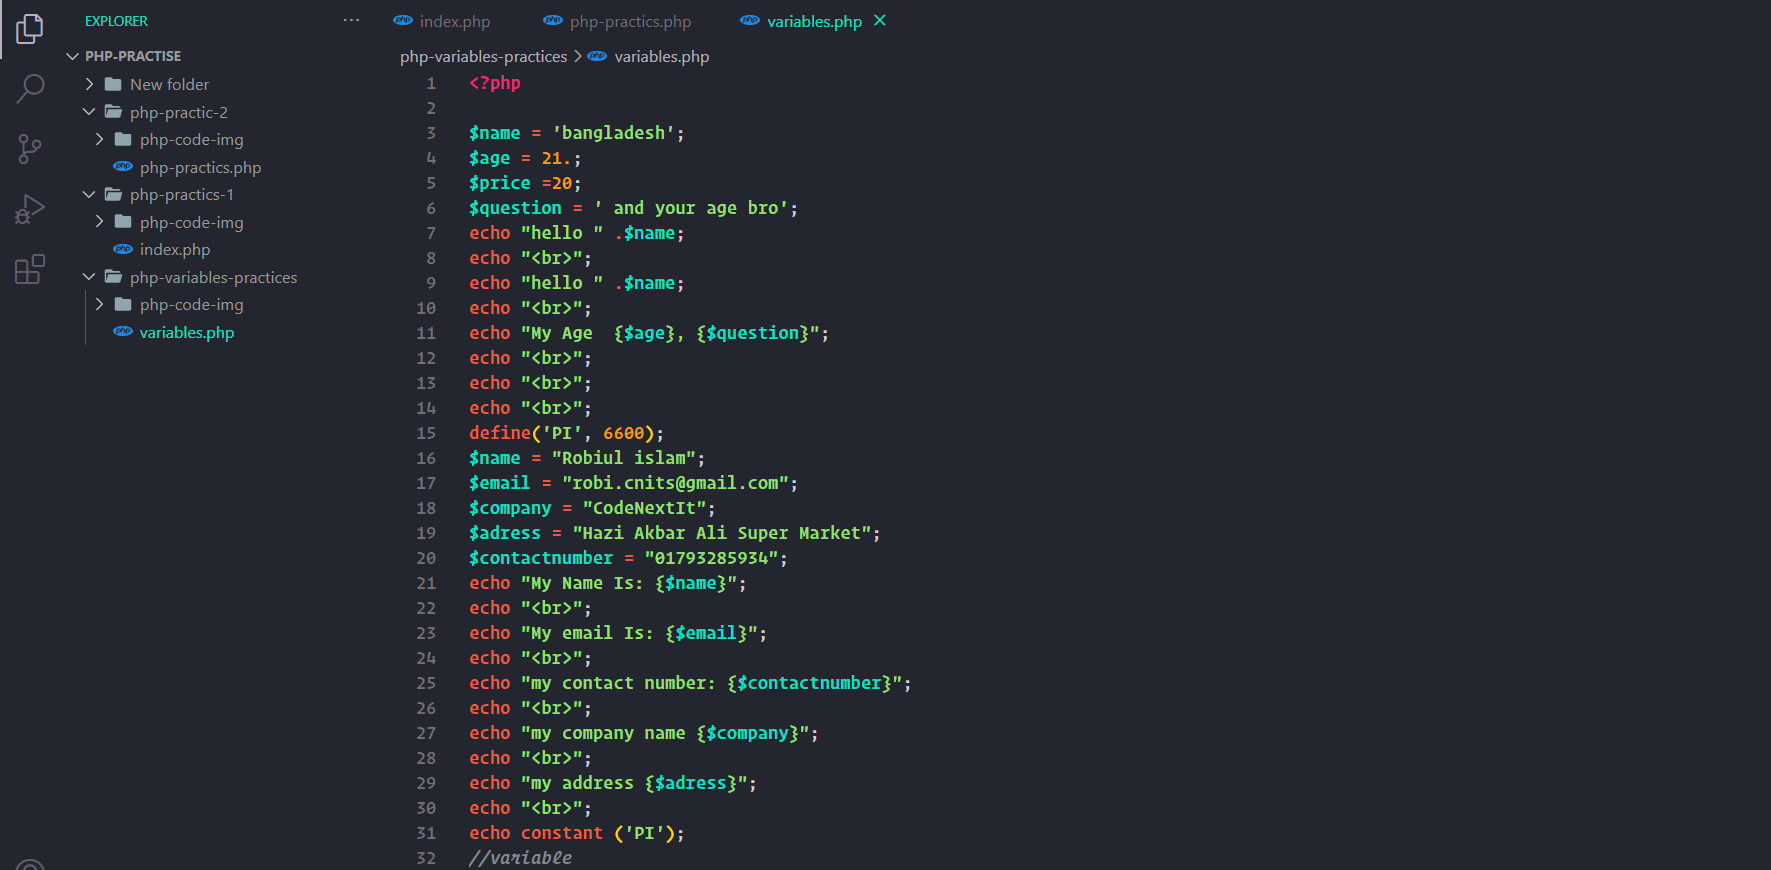 EXPLORER
PHP-PRACTISE
New folder
php-practic-2
php-code-img
php-practics.php
php-practics-1
php-code-img
index.php
php-variables-practices
php-code-img
variables.php
index.php php-practics.php variables.php
php-variables-practices > variables.php
1 <?php
2
3 $name = 'bangladesh';
4 $age = 21.;
5 $price =20;
6 $question = ' and your age bro';
7 echo "hello " .$name;
8 echo "<br>";
9 echo "hello " .$name;
10 echo "<br>";
11 echo "My Age  {$age}, {$question}";
12 echo "<br>";
13 echo "<br>";
14 echo "<br>";
15 define('PI', 6600);
16 $name = "Robiul islam";
17 $email = "robi.cnits@gmail.com";
18 $company = "CodeNextIt";
19 $adress = "Hazi Akbar Ali Super Market";
20 $contactnumber = "01793285934";
21 echo "My Name Is: {$name}";
22 echo "<br>";
23 echo "My email Is: {$email}";
24 echo "<br>";
25 echo "my contact number: {$contactnumber}";
26 echo "<br>";
27 echo "my company name {$company}";
28 echo "<br>";
29 echo "my address {$adress}";
30 echo "<br>";
31 echo constant ('PI');
32 //variable